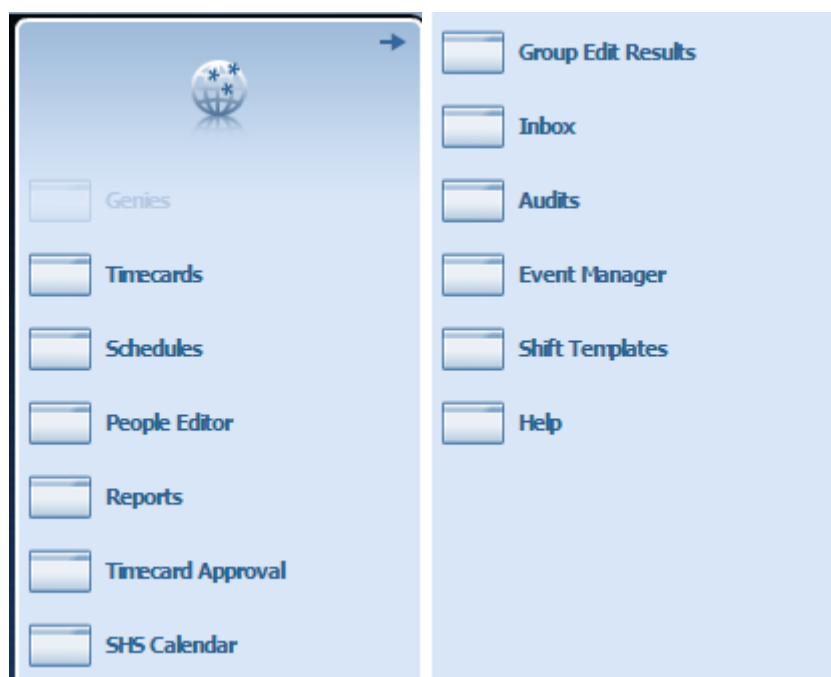 Genies
Timecards
Schedules
People Editor
Reports
Timecard Approval
SHS Calendar
Group Edit Results
Inbox
Audits
Event Manager
Shift Templates
Help